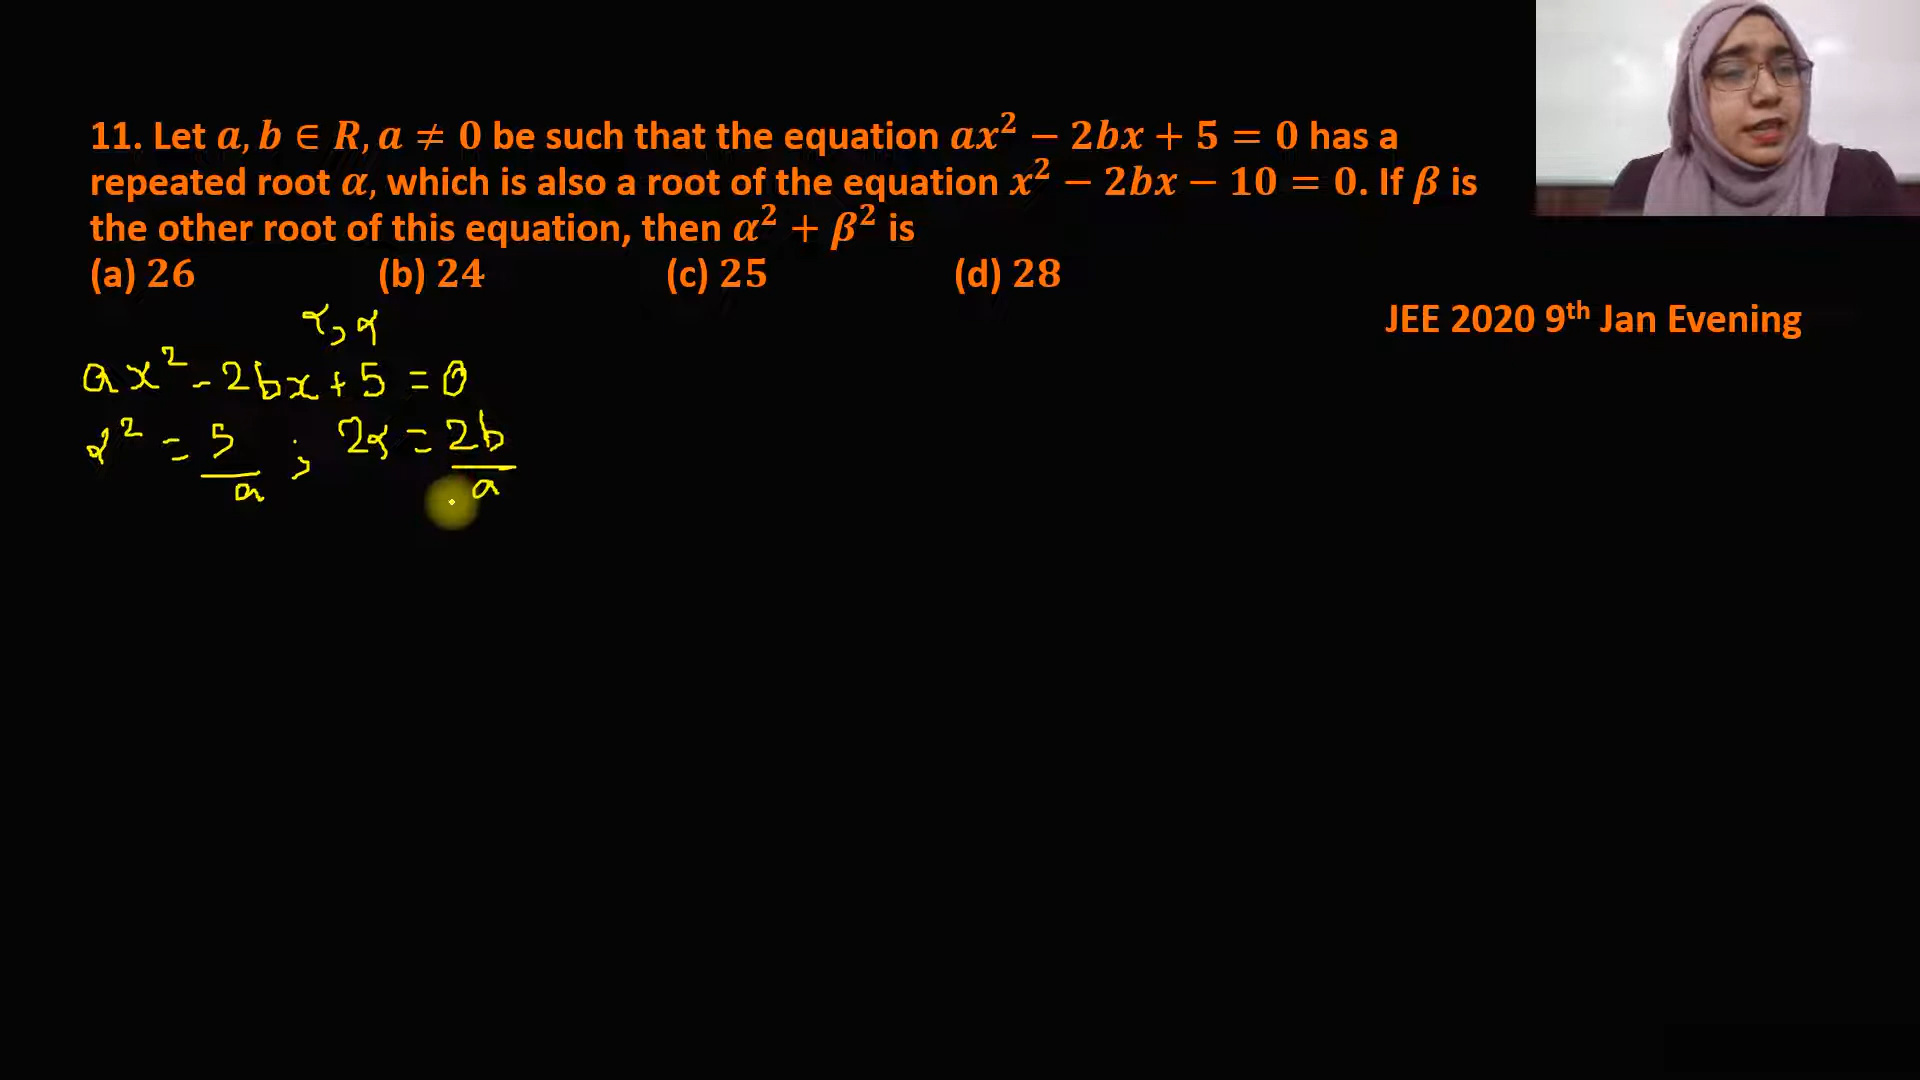 11. Let a, b ∈ R, a ≠ 0 be such that the equation ax² − 2bx + 5 = 0 has a
repeated root α, which is also a root of the equation x² − 2bx − 10 = 0. If β is
the other root of this equation, then α² + β² is
(a) 26 (b) 24 (c) 25 (d) 28
JEE 2020 9th Jan Evening
α, α
ax² - 2bx + 5 = 0
α² = 5/a ; 2α = 2b/a